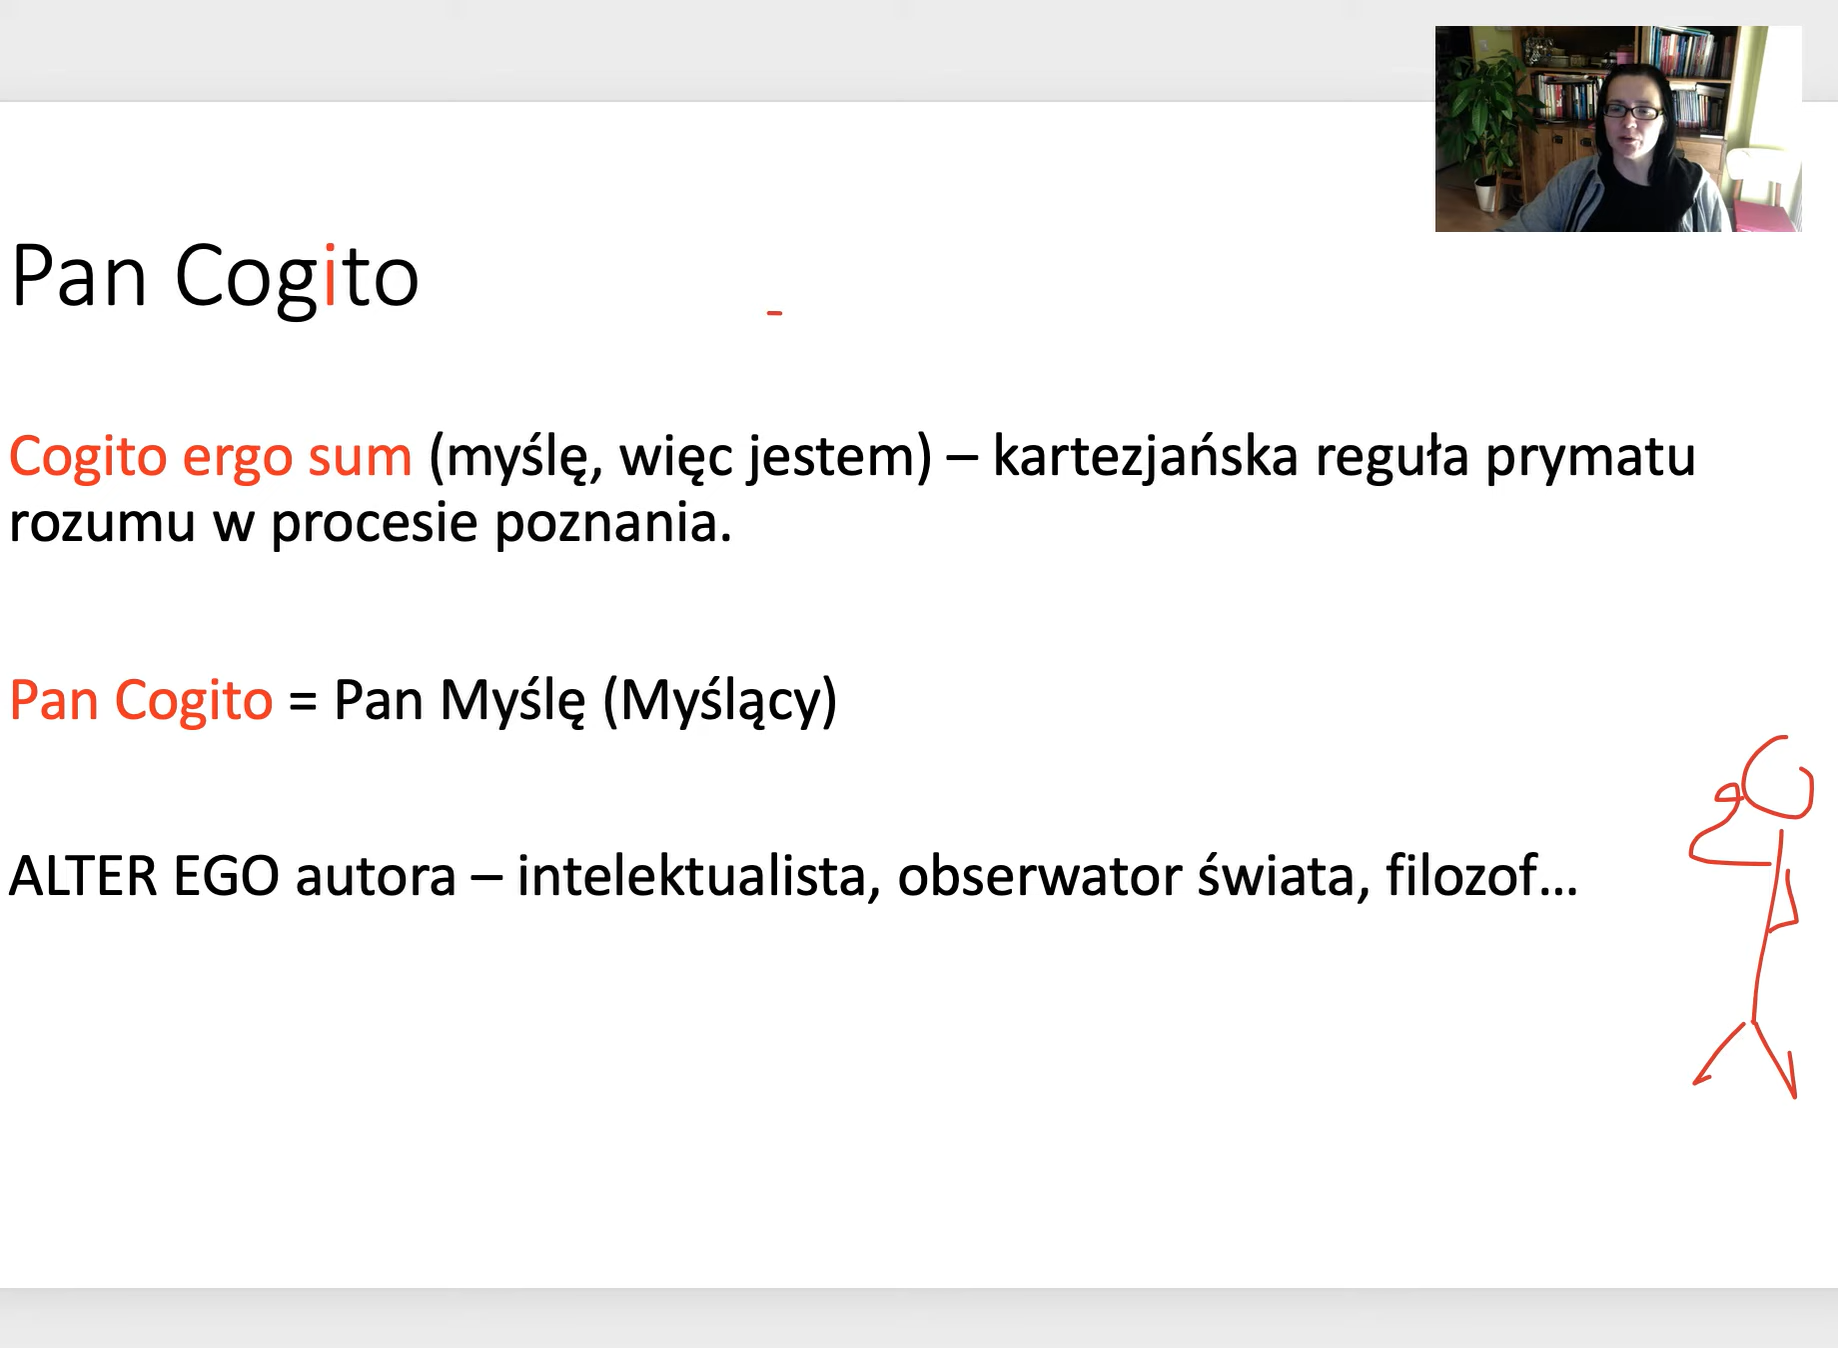 Pan Cogito
Cogito ergo sum (myślę, więc jestem) – kartezjańska reguła prymatu
rozumu w procesie poznania.
Pan Cogito = Pan Myślę (Myślący)
ALTER EGO autora – intelektualista, obserwator świata, filozof...